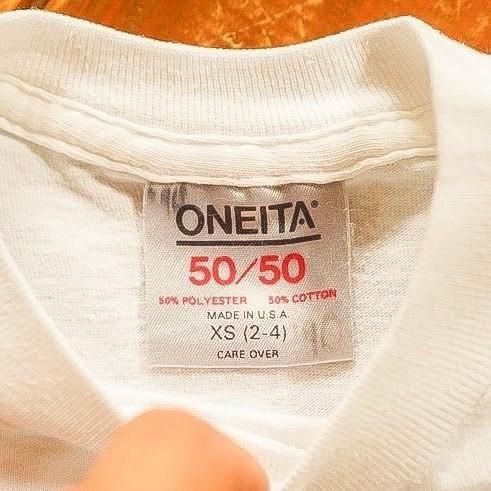 ONEITA®
50/50
50% POLYESTER 50% COTTON
MADE IN U.S.A.
XS (2-4)
CARE OVER